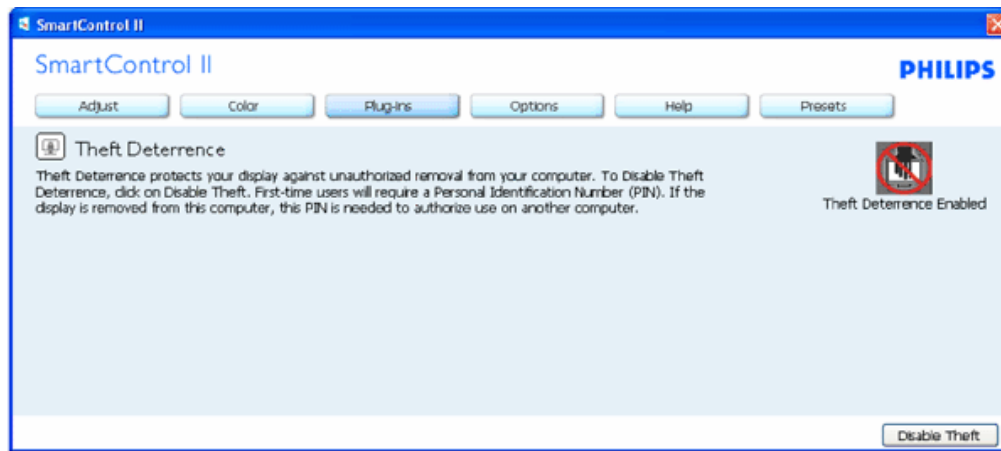 SmartControl II
SmartControl II
PHILIPS
Adjust Color Plug-Ins Options Help Presets
Theft Deterrence
Theft Deterrence protects your display against unauthorized removal from your computer. To Disable Theft
Deterrence, click on Disable Theft. First-time users will require a Personal Identification Number (PIN). If the
display is removed from this computer, this PIN is needed to authorize use on another computer.
Theft Deterrence Enabled
Disable Theft